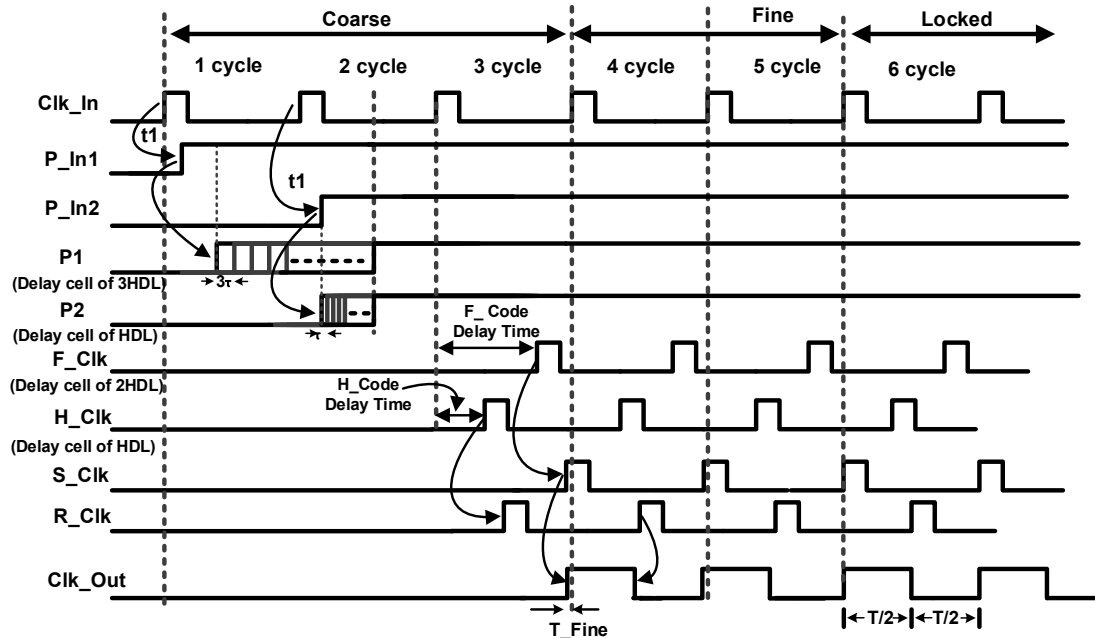 Coarse
Fine
Locked
1 cycle
2 cycle
3 cycle
4 cycle
5 cycle
6 cycle
Clk_In
t1
P_In1
t1
P_In2
P1
(Delay cell of 3HDL)
3τ
P2
(Delay cell of HDL)
τ
F_ Code
Delay Time
F_Clk
(Delay cell of 2HDL)
H_Code
Delay Time
H_Clk
(Delay cell of HDL)
S_Clk
R_Clk
Clk_Out
T_Fine
T/2
T/2